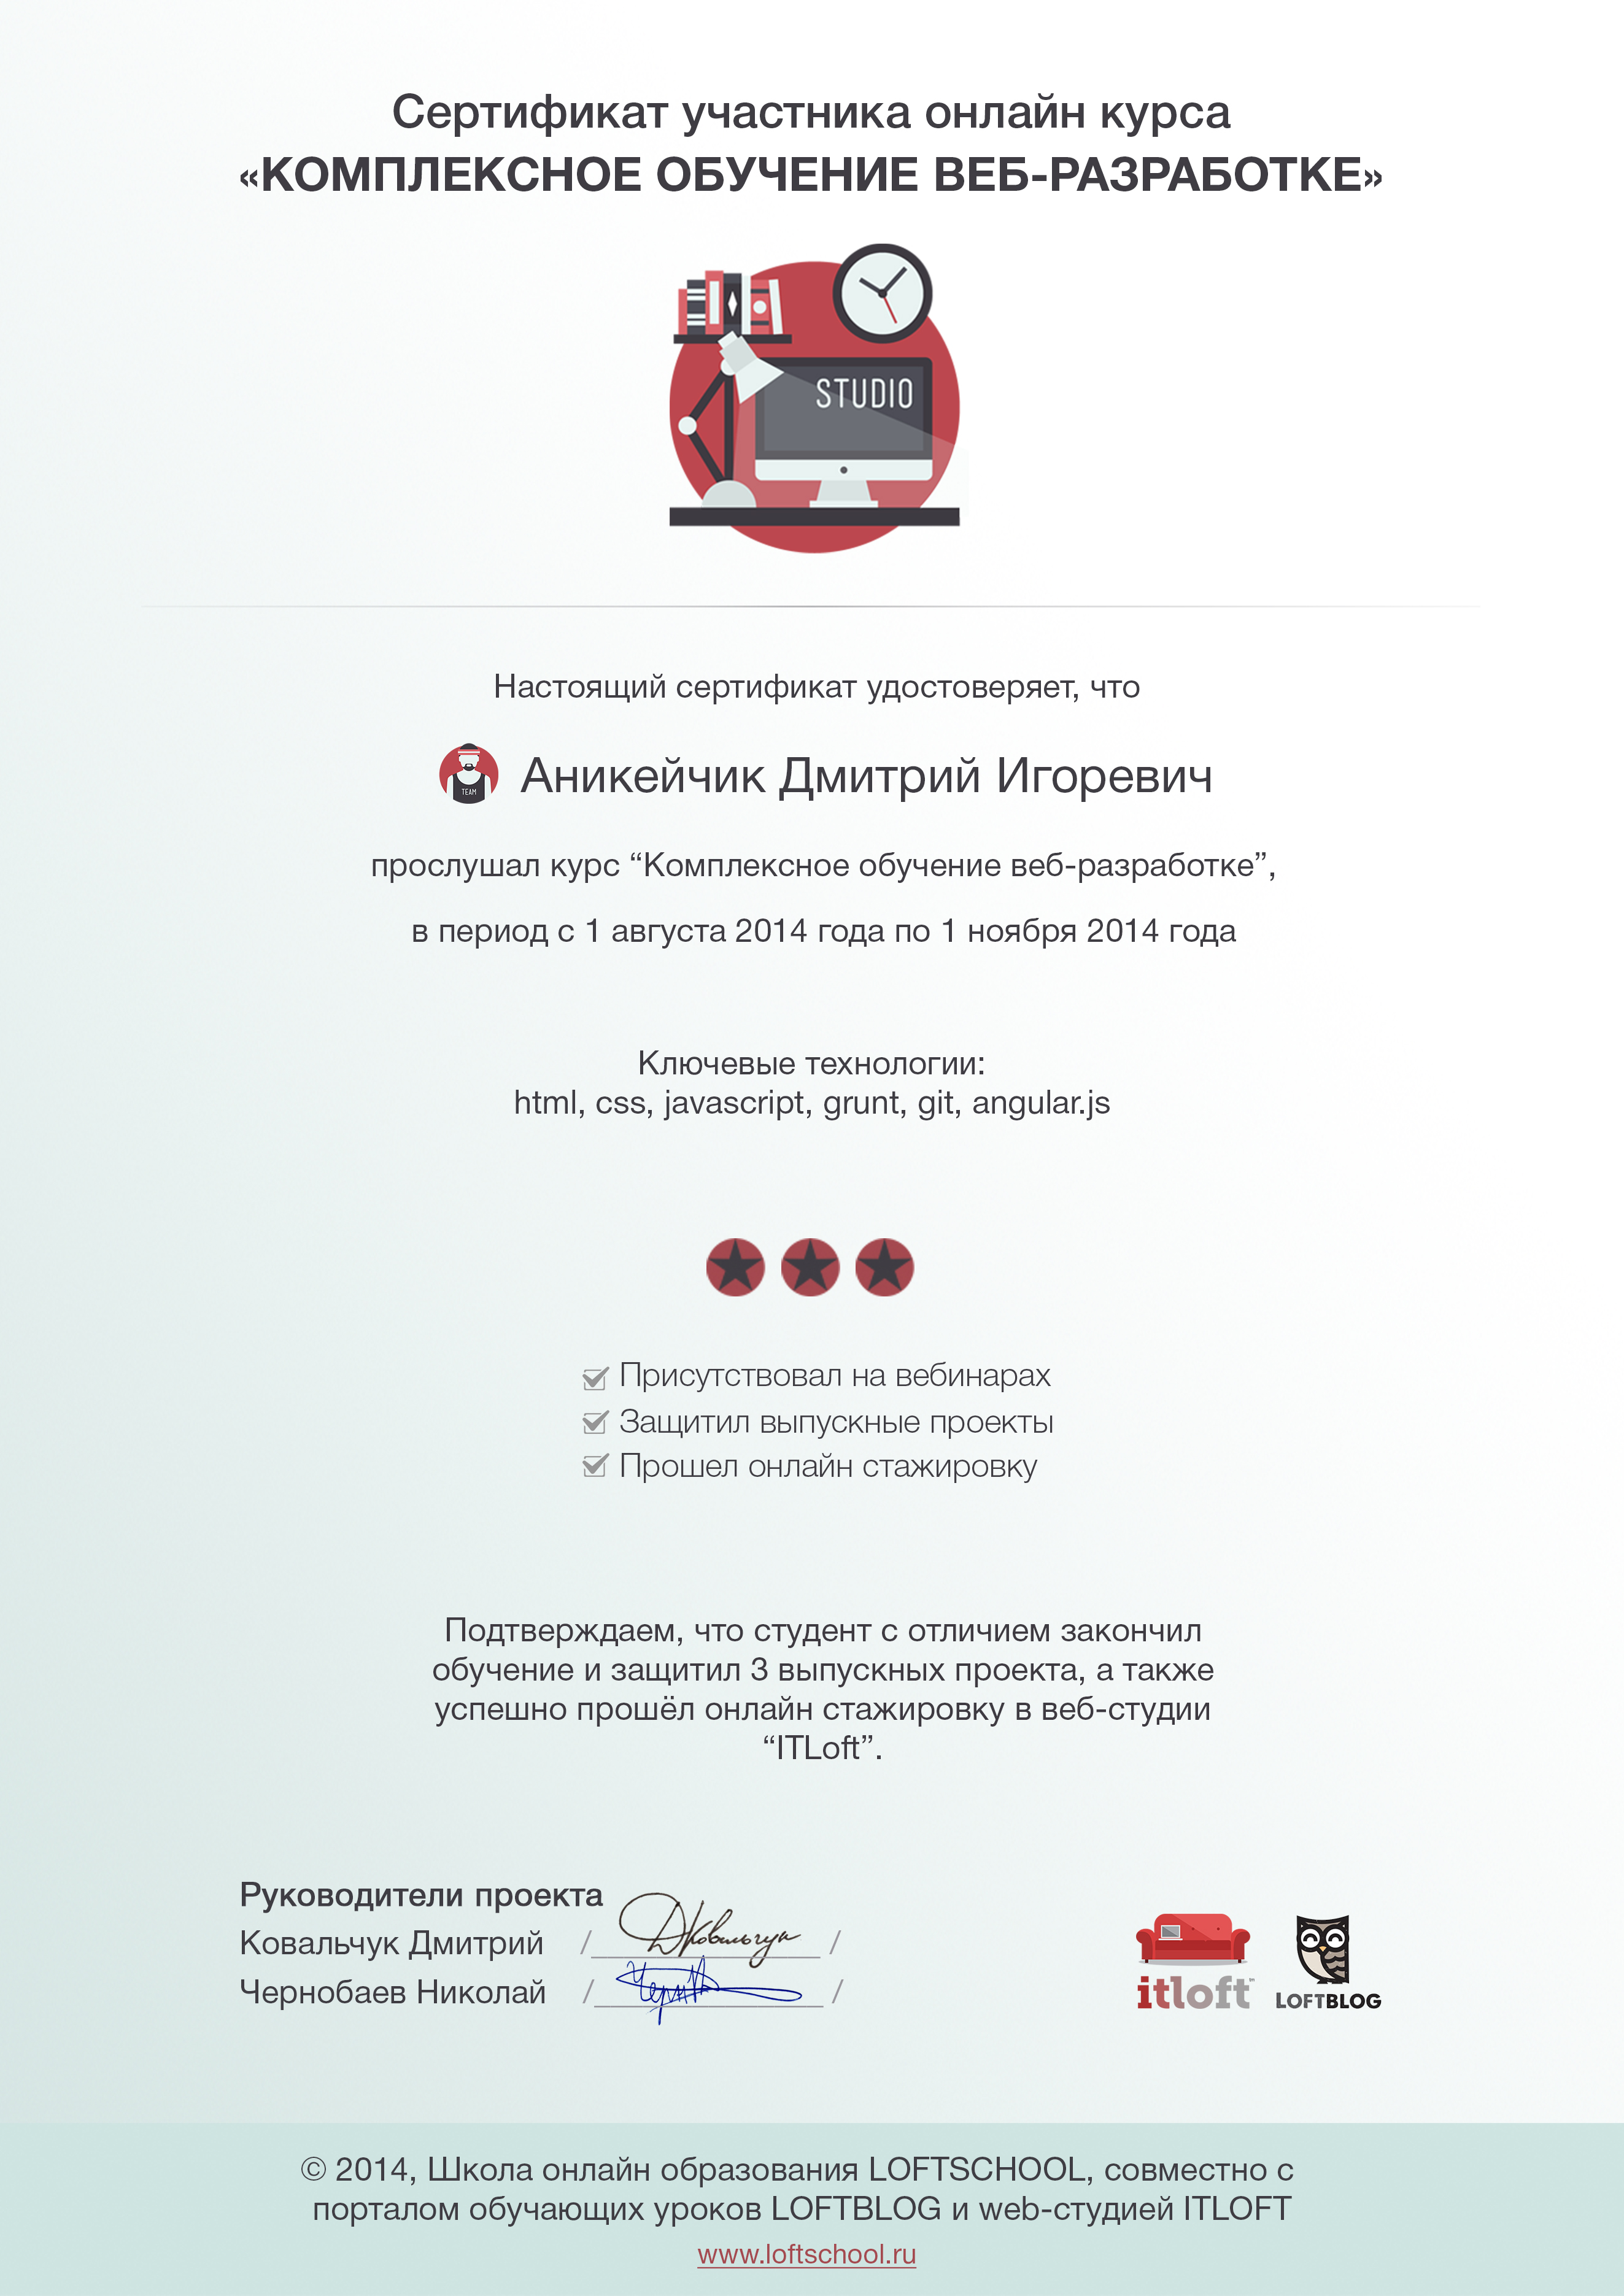 Сертификат участника онлайн курса
«КОМПЛЕКСНОЕ ОБУЧЕНИЕ ВЕБ-РАЗРАБОТКЕ»
STUDIO
Настоящий сертификат удостоверяет, что
TEAM
Аникейчик Дмитрий Игоревич
прослушал курс “Комплексное обучение веб-разработке”,
в период с 1 августа 2014 года по 1 ноября 2014 года
Ключевые технологии:
html, css, javascript, grunt, git, angular.js
Присутствовал на вебинарах
Защитил выпускные проекты
Прошел онлайн стажировку
Подтверждаем, что студент с отличием закончил
обучение и защитил 3 выпускных проекта, а также
успешно прошёл онлайн стажировку в веб-студии
“ITLoft”.
Руководители проекта
Ковальчук Дмитрий / ДКовальчук /
Чернобаев Николай / /
itloft™
LOFTBLOG
© 2014, Школа онлайн образования LOFTSCHOOL, совместно с
порталом обучающих уроков LOFTBLOG и web-студией ITLOFT
www.loftschool.ru